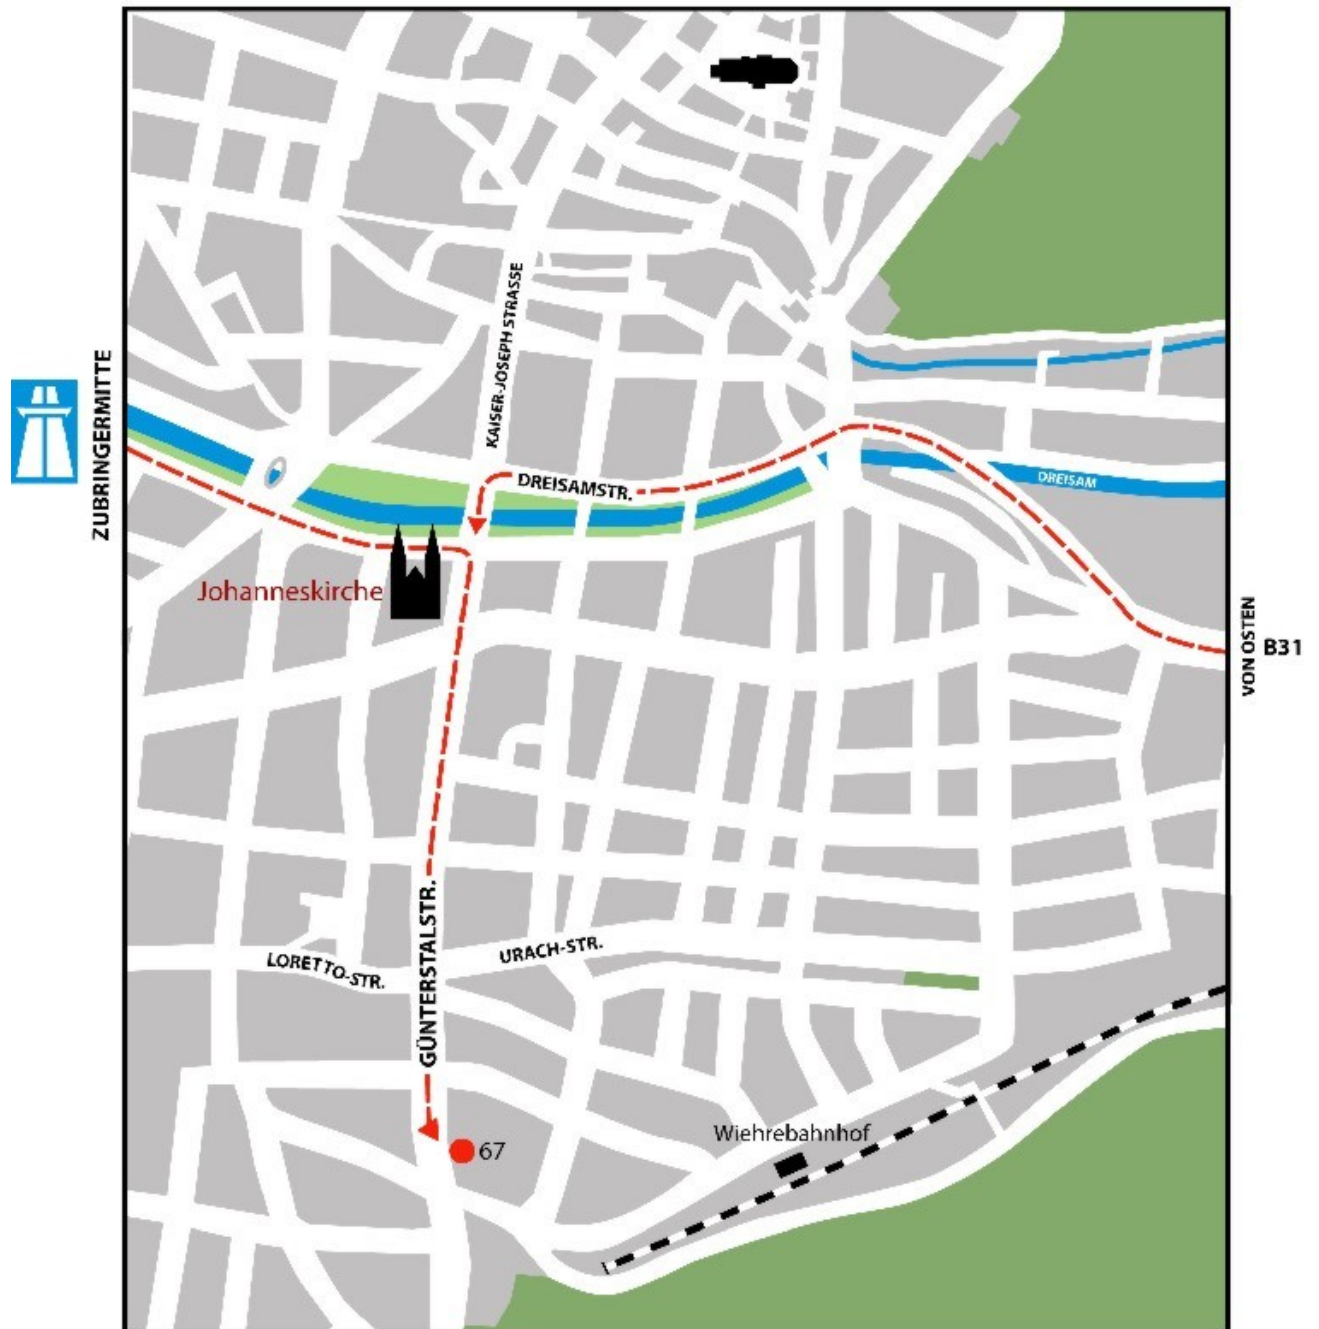 KAISER-JOSEPH STRASSE
ZUBRINGERMITTE
DREISAMSTR.
DREISAM
Johanneskirche
VON OSTEN
B31
GÜNTERSTALSTR.
URACH-STR.
LORETTO-STR.
Wiehrebahnhof
67